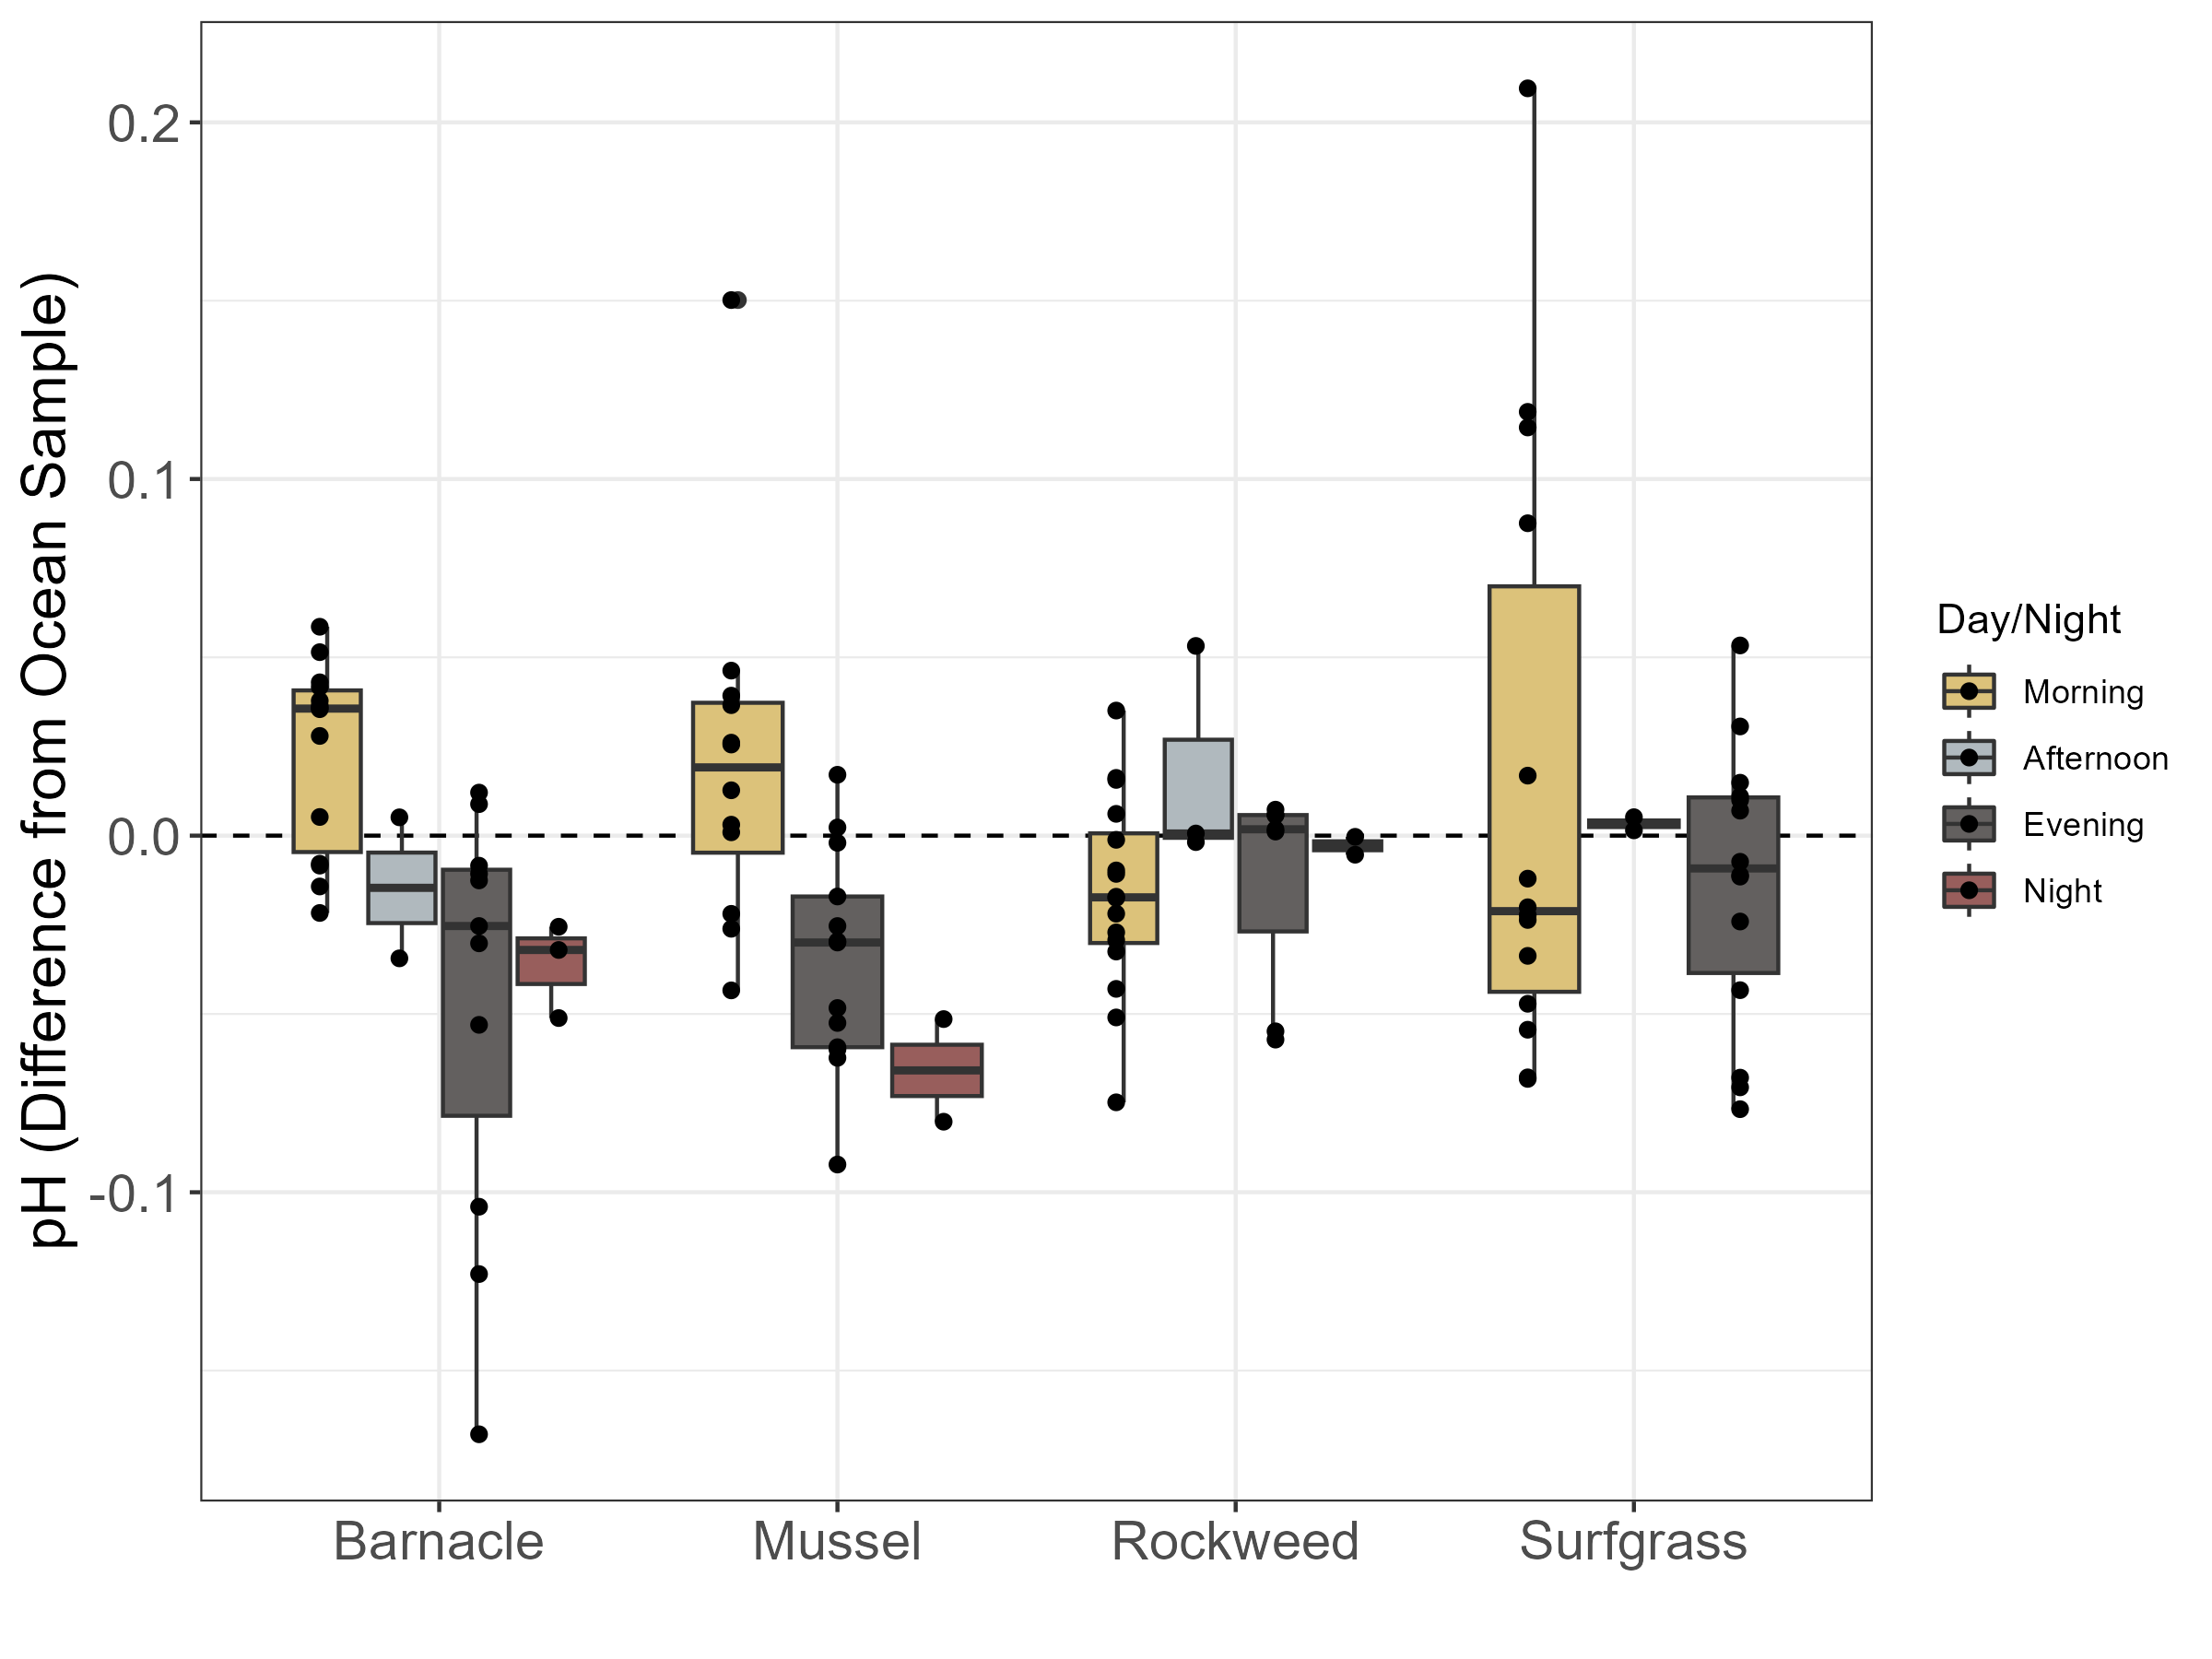 pH (Difference from Ocean Sample)
0.2
0.1
0.0
-0.1
Barnacle
Mussel
Rockweed
Surfgrass
Day/Night
Morning
Afternoon
Evening
Night